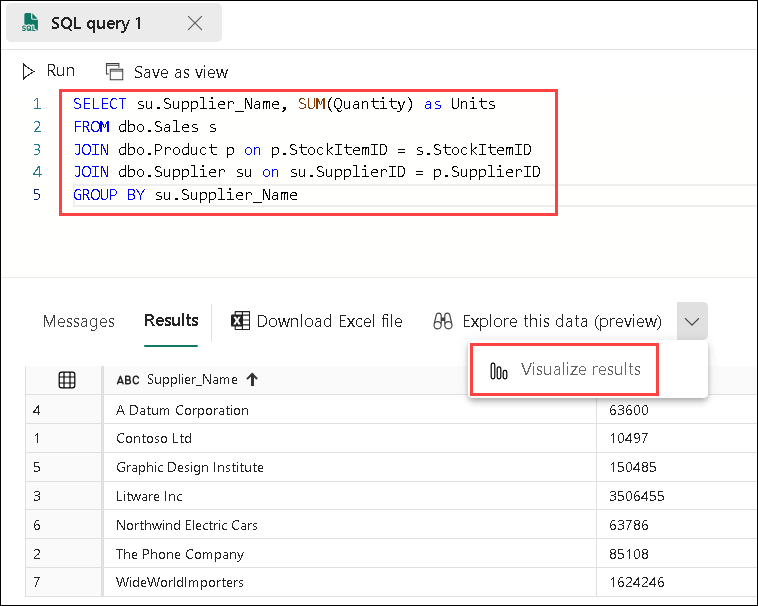 SQL query 1
Run Save as view
1 SELECT su.Supplier_Name, SUM(Quantity) as Units
2 FROM dbo.Sales s
3 JOIN dbo.Product p on p.StockItemID = s.StockItemID
4 JOIN dbo.Supplier su on su.SupplierID = p.SupplierID
5 GROUP BY su.Supplier_Name
Messages Results Download Excel file Explore this data (preview)
Visualize results
ABC Supplier_Name
4 A Datum Corporation 63600
1 Contoso Ltd 10497
5 Graphic Design Institute 150485
3 Litware Inc 3506455
6 Northwind Electric Cars 63786
2 The Phone Company 85108
7 WideWorldImporters 1624246